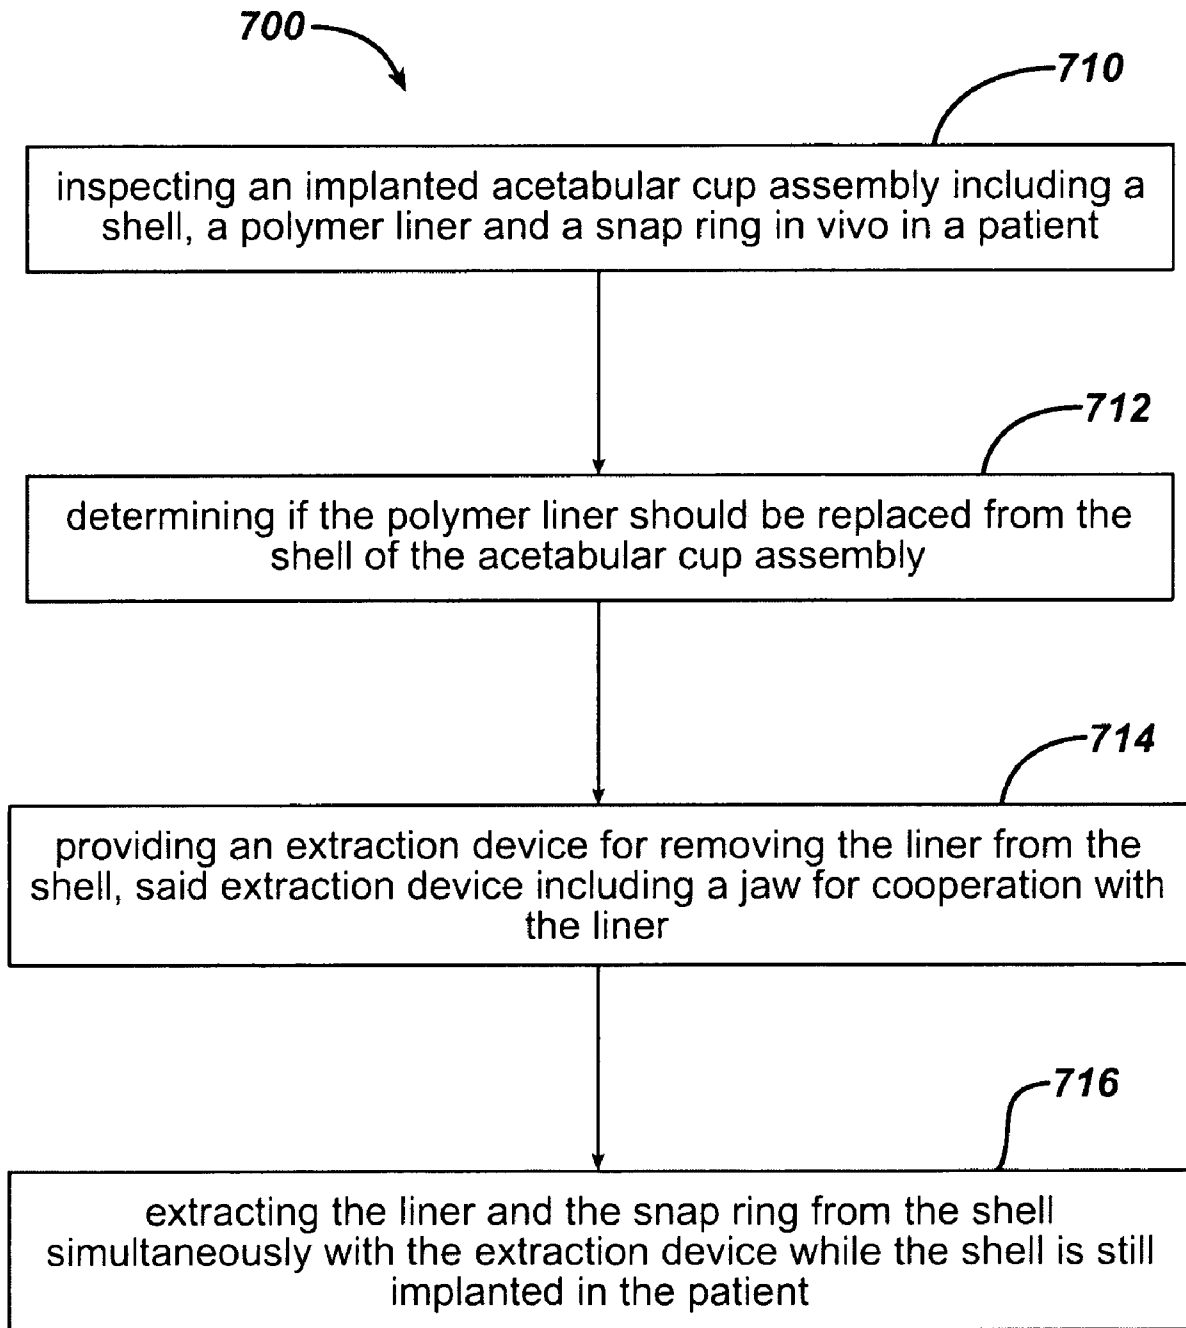 700
710
inspecting an implanted acetabular cup assembly including a
shell, a polymer liner and a snap ring in vivo in a patient
712
determining if the polymer liner should be replaced from the
shell of the acetabular cup assembly
714
providing an extraction device for removing the liner from the
shell, said extraction device including a jaw for cooperation with
the liner
716
extracting the liner and the snap ring from the shell
simultaneously with the extraction device while the shell is still
implanted in the patient